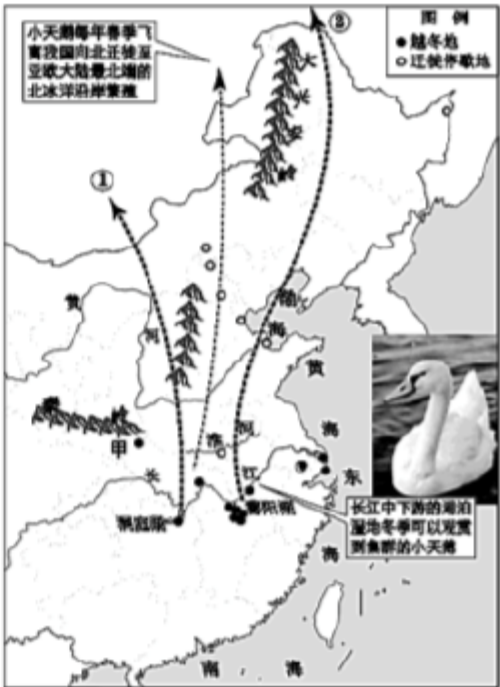 小天鹅每年春季飞
离我国向北迁徙至
亚欧大陆最北端的
北冰洋沿岸繁殖
②
图 例
越冬地
迁徙停歇地
大
兴
安
岭
①
黄
河
渤
海
黄
海
秦
岭
甲
淮
河
长
江
东
海
洞庭湖
鄱阳湖
长江中下游的湖泊
湿地冬季可以观赏
到集群的小天鹅
南 海